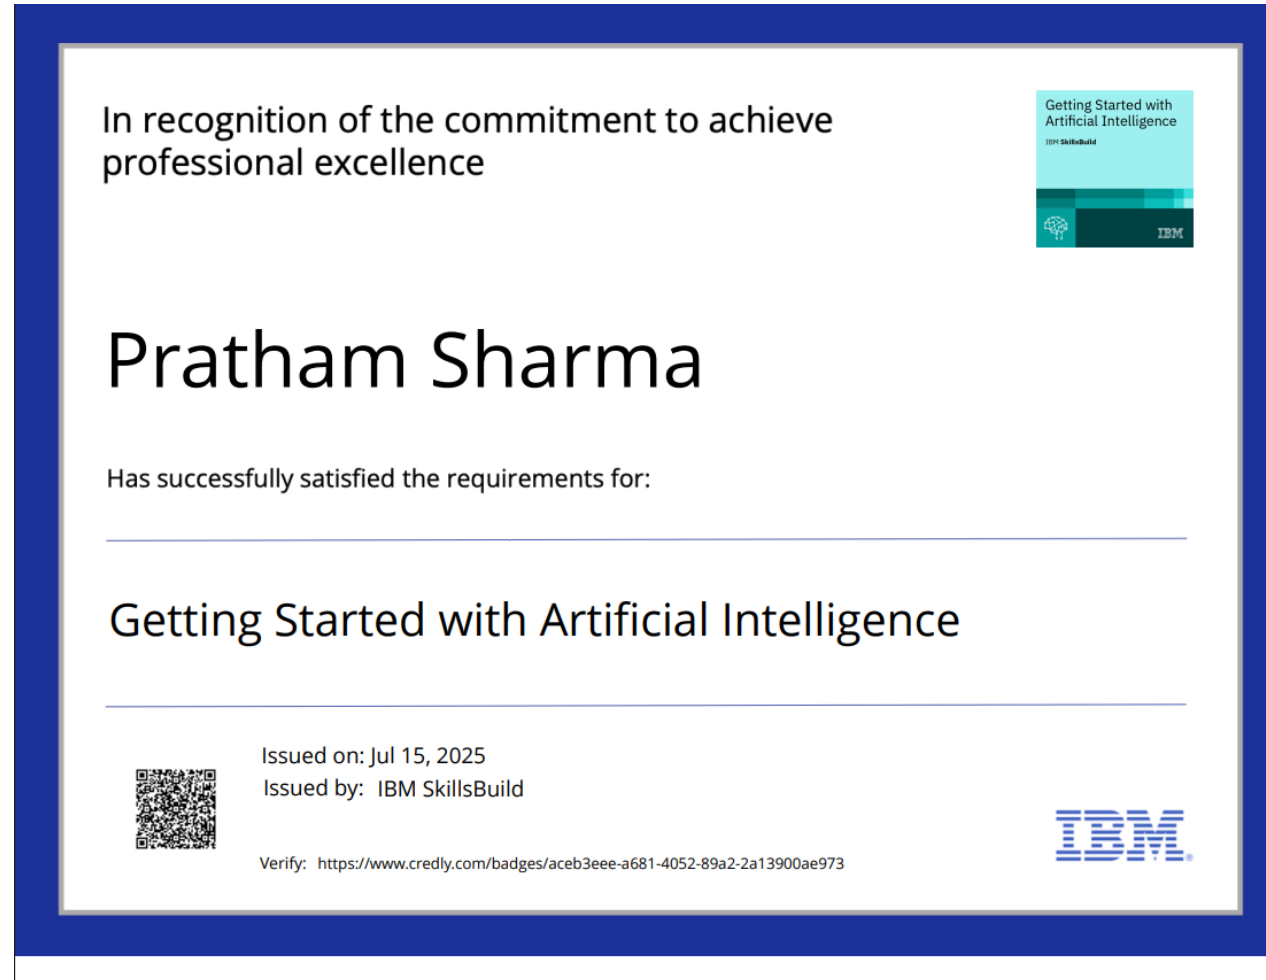 In recognition of the commitment to achieve
professional excellence
Getting Started with
Artificial Intelligence
IBM SkillsBuild
IBM
Pratham Sharma
Has successfully satisfied the requirements for:
Getting Started with Artificial Intelligence
Issued on: Jul 15, 2025
Issued by: IBM SkillsBuild
Verify: https://www.credly.com/badges/aceb3eee-a681-4052-89a2-2a13900ae973
IBM®